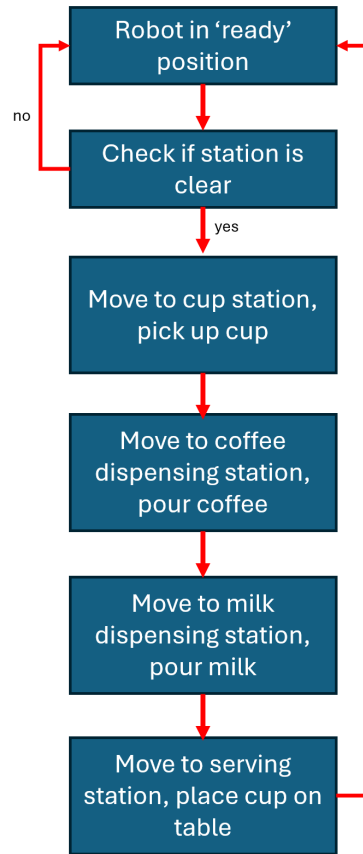 Robot in ‘ready’
position
no
Check if station is
clear
yes
Move to cup station,
pick up cup
Move to coffee
dispensing station,
pour coffee
Move to milk
dispensing station,
pour milk
Move to serving
station, place cup on
table